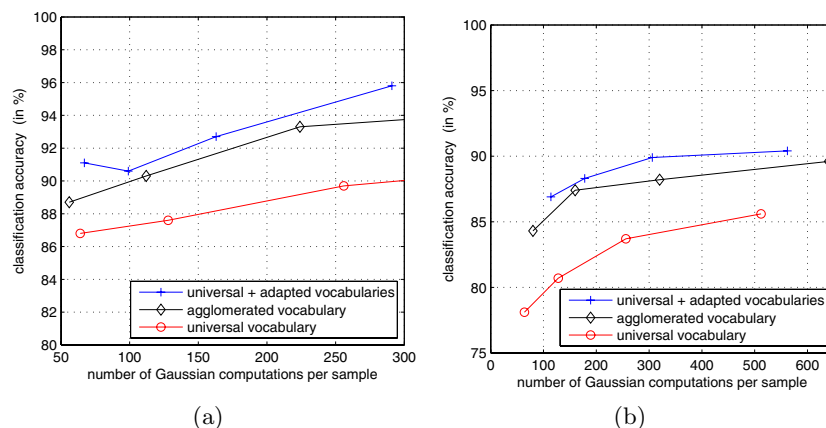 100
98
96
94
92
90
88
86
84
82
80
classification accuracy (in %)
universal + adapted vocabularies
agglomerated vocabulary
universal vocabulary
50 100 150 200 250 300
number of Gaussian computations per sample
(a)
100
95
90
85
80
75
classification accuracy (in %)
universal + adapted vocabularies
agglomerated vocabulary
universal vocabulary
0 100 200 300 400 500 600
number of Gaussian computations per sample
(b)